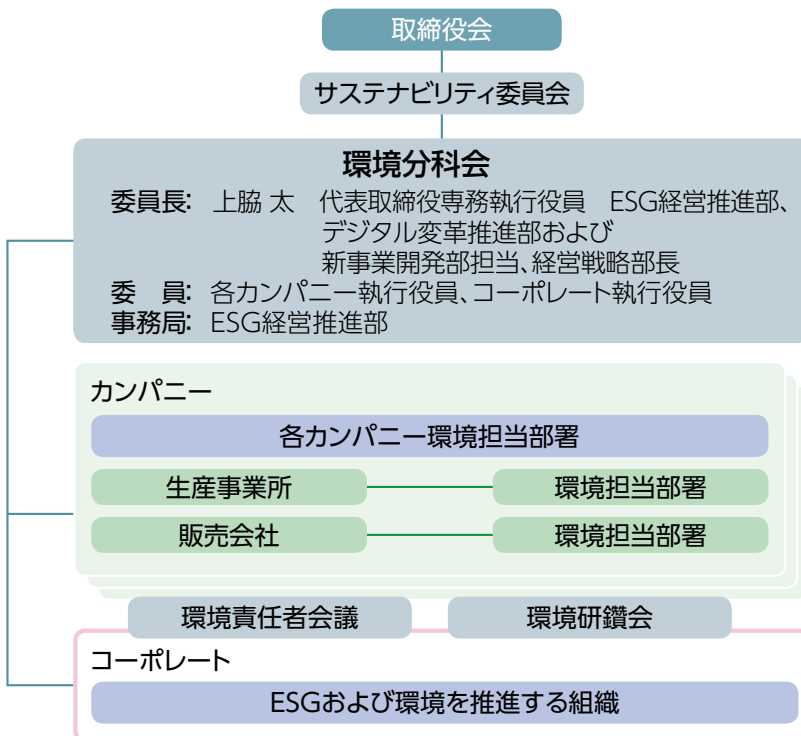 取締役会
サステナビリティ委員会
環境分科会
委員長： 上脇 太　代表取締役専務執行役員　ESG経営推進部、
デジタル変革推進部および
新事業開発部担当、経営戦略部長
委　員： 各カンパニー執行役員、コーポレート執行役員
事務局： ESG経営推進部
カンパニー
各カンパニー環境担当部署
生産事業所　環境担当部署
販売会社　環境担当部署
環境責任者会議　環境研鑽会
コーポレート
ESGおよび環境を推進する組織